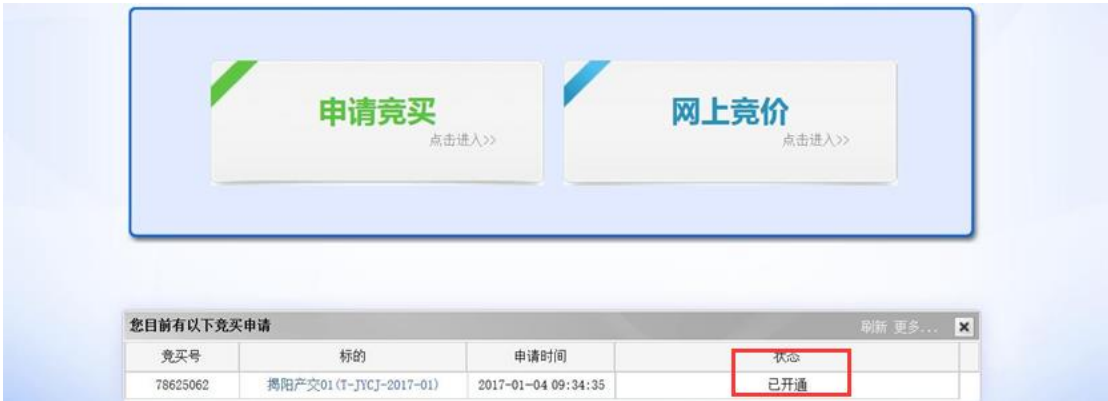 申请竞买
点击进入>>
网上竞价
点击进入>>
您目前有以下竞买申请
刷新 更多...
竞买号 标的 申请时间 状态
78625062 揭阳产交01(T-JYCJ-2017-01) 2017-01-04 09:34:35 已开通